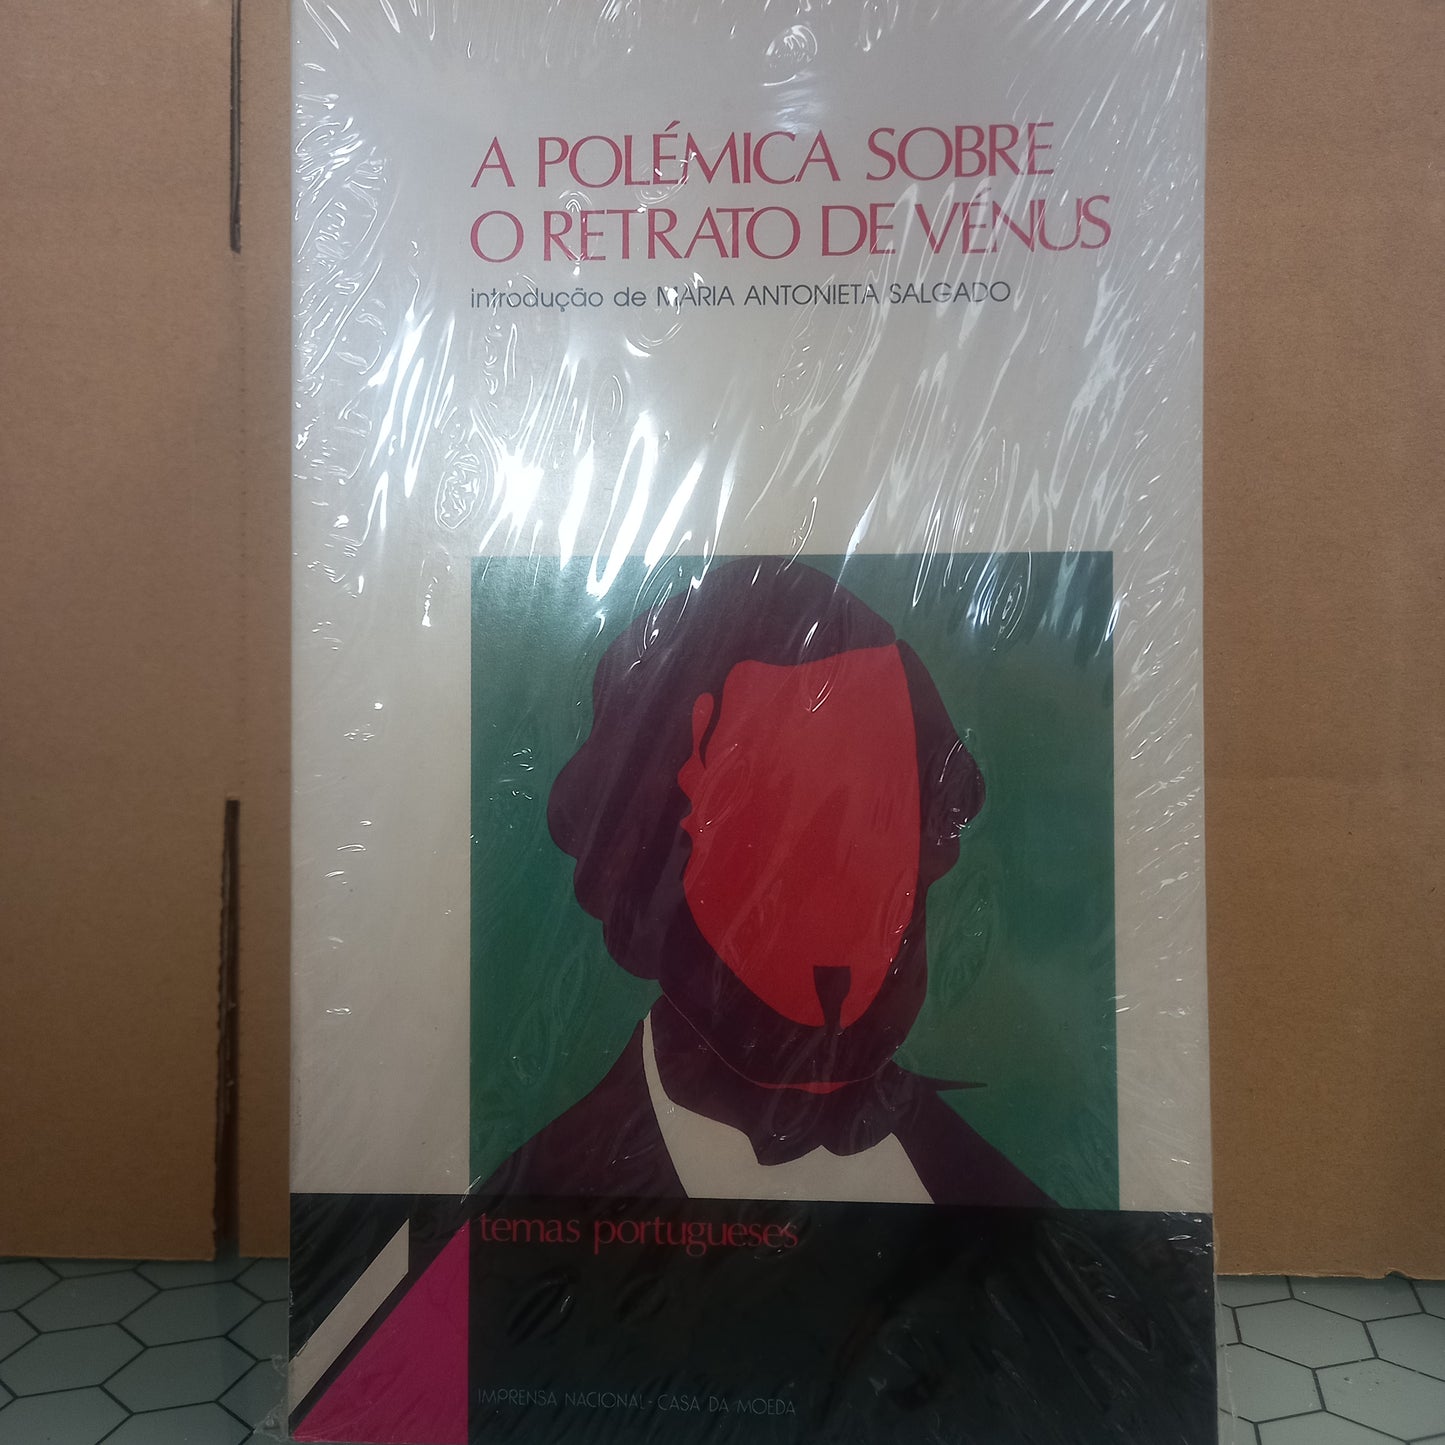 A POLÉMICA SOBRE
O RETRATO DE VÉNUS
introdução de MARIA ANTONIETA SALGADO
temas portugueses
IMPRENSA NACIONAL - CASA DA MOEDA